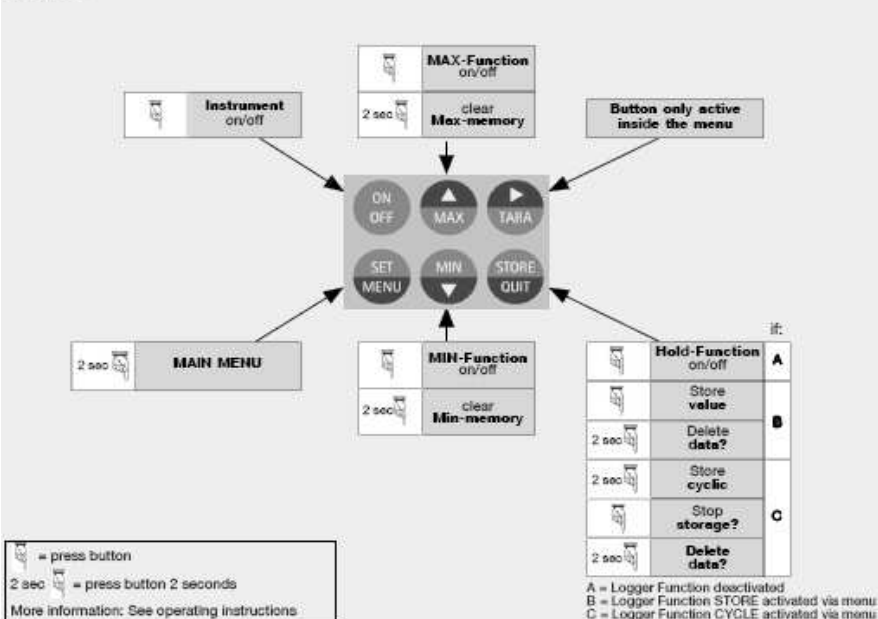 MAX-Function
on/off
2 sec
clear
Max-memory
Instrument
on/off
Button only active
inside the menu
ON
OFF
MAX
TARA
SET
MENU
MIN
STORE
QUIT
2 sec
MAIN MENU
MIN-Function
on/off
2 sec
clear
Min-memory
if:
Hold-Function
on/off
A
Store
value
B
2 sec
Delete
data?
2 sec
Store
cyclic
Stop
storage?
C
2 sec
Delete
data?
= press button
2 sec = press button 2 seconds
More information: See operating instructions
A = Logger Function deactivated
B = Logger Function STORE activated via menu
C = Logger Function CYCLE activated via menu